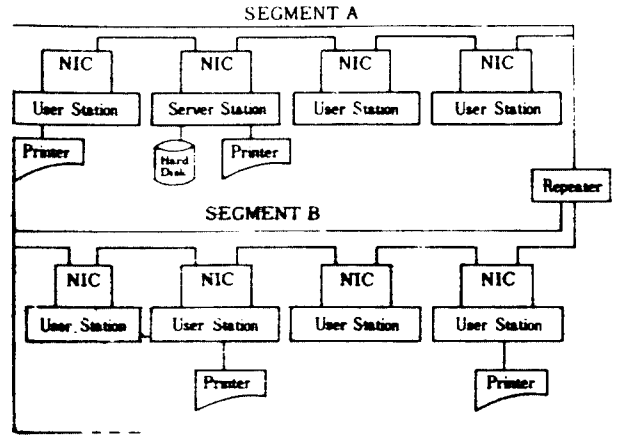 SEGMENT A
NIC NIC NIC NIC
User Station Server Station User Station User Station
Printer Hard Disk Printer
Repeater
SEGMENT B
NIC NIC NIC NIC
User Station User Station User Station User Station
Printer Printer